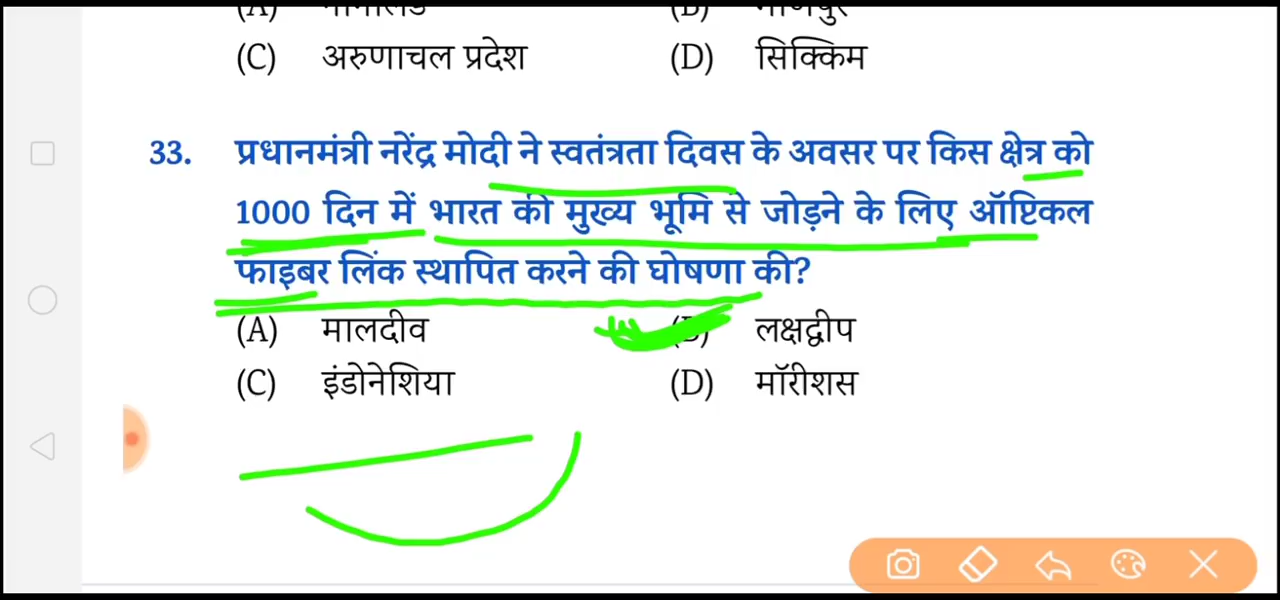 (C) अरुणाचल प्रदेश (D) सिक्किम
33. प्रधानमंत्री नरेंद्र मोदी ने स्वतंत्रता दिवस के अवसर पर किस क्षेत्र को
1000 दिन में भारत की मुख्य भूमि से जोड़ने के लिए ऑप्टिकल
फाइबर लिंक स्थापित करने की घोषणा की?
(A) मालदीव (B) लक्षद्वीप
(C) इंडोनेशिया (D) मॉरीशस